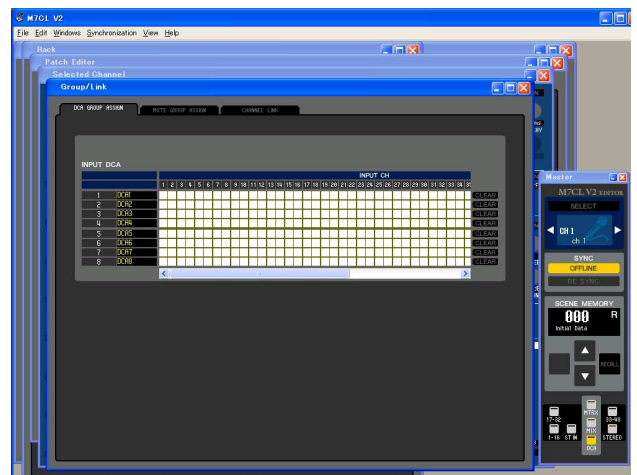 M7CL V2
File Edit Windows Synchronization View Help
Rack
Patch Editor
Selected Channel
Group/Link
DCA GROUP ASSIGN MUTE GROUP ASSIGN CHANNEL LINK
INPUT DCA
INPUT CH
1 2 3 4 5 6 7 8 9 10 11 12 13 14 15 16 17 18 19 20 21 22 23 24 25 26 27 28 29 30 31 32 33 34
1 DCA1 CLEAR
2 DCA2 CLEAR
3 DCA3 CLEAR
4 DCA4 CLEAR
5 DCA5 CLEAR
6 DCA6 CLEAR
7 DCA7 CLEAR
8 DCA8 CLEAR
Master
M7CL V2 EDITOR
SELECT
CH 1
ch 1
SYNC
OFFLINE
RE SYNC
SCENE MEMORY
000 R
Initial Data
RECALL
MTRX
17-32 33-48
MIX
1-16 ST IN STEREO
DCA